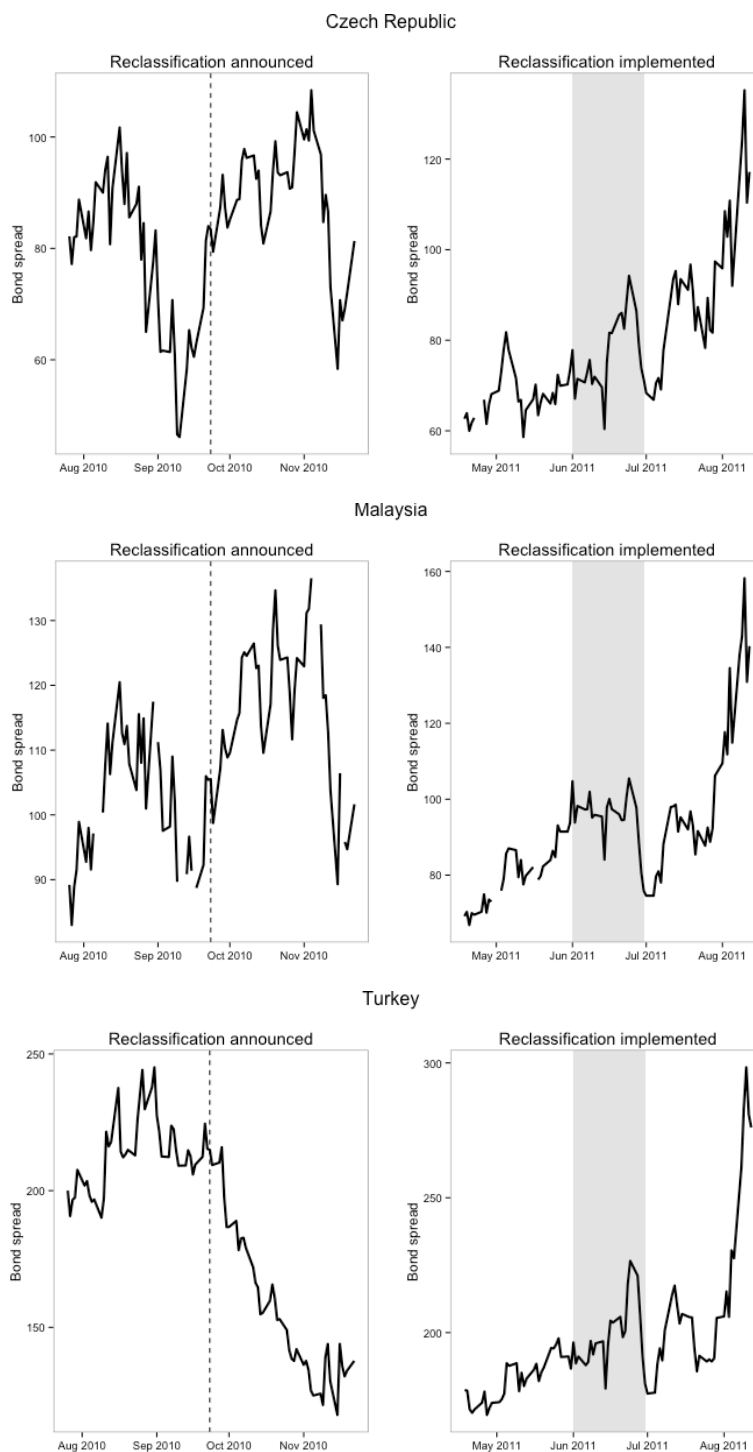 Czech Republic
Reclassification announced
Reclassification implemented
Bond spread
100
80
60
Aug 2010 Sep 2010 Oct 2010 Nov 2010
Bond spread
120
100
80
60
May 2011 Jun 2011 Jul 2011 Aug 2011
Malaysia
Reclassification announced
Reclassification implemented
Bond spread
130
120
110
100
90
Aug 2010 Sep 2010 Oct 2010 Nov 2010
Bond spread
160
140
120
100
80
May 2011 Jun 2011 Jul 2011 Aug 2011
Turkey
Reclassification announced
Reclassification implemented
Bond spread
250
200
150
Aug 2010 Sep 2010 Oct 2010 Nov 2010
Bond spread
300
250
200
May 2011 Jun 2011 Jul 2011 Aug 2011